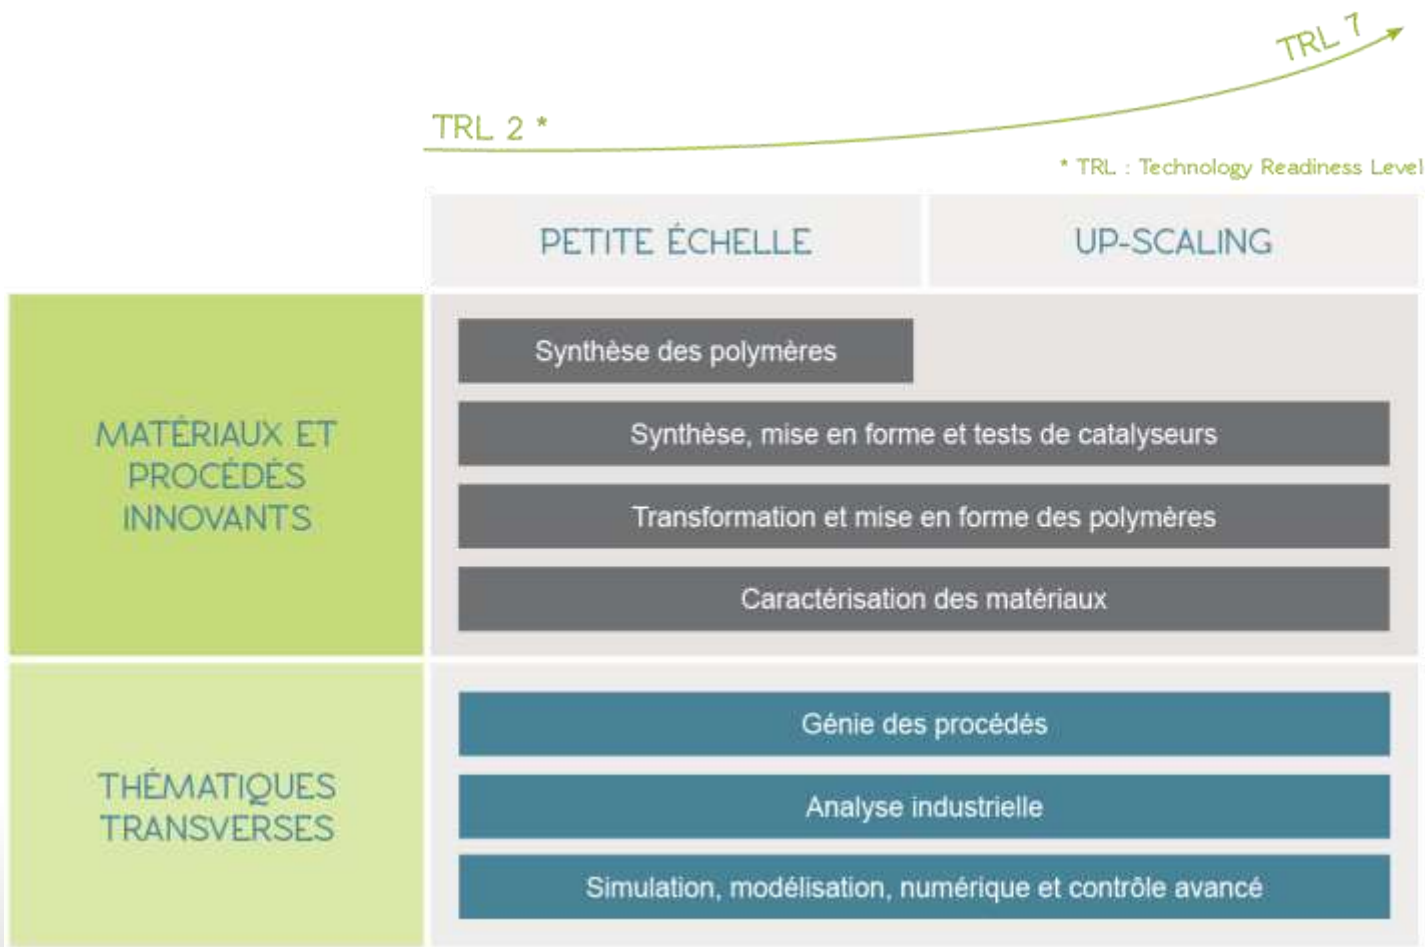 TRL 7
TRL 2 *
* TRL : Technology Readiness Level
PETITE ÉCHELLE
UP-SCALING
MATÉRIAUX ET
PROCÉDÉS
INNOVANTS
Synthèse des polymères
Synthèse, mise en forme et tests de catalyseurs
Transformation et mise en forme des polymères
Caractérisation des matériaux
THÉMATIQUES
TRANSVERSES
Génie des procédés
Analyse industrielle
Simulation, modélisation, numérique et contrôle avancé